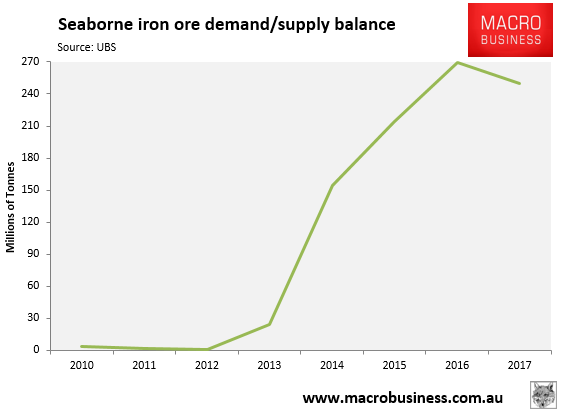 Seaborne iron ore demand/supply balance
Source: UBS
MACRO
BUSINESS
Millions of Tonnes
270
240
210
180
150
120
90
60
30
0
2010 2011 2012 2013 2014 2015 2016 2017
www.macrobusiness.com.au